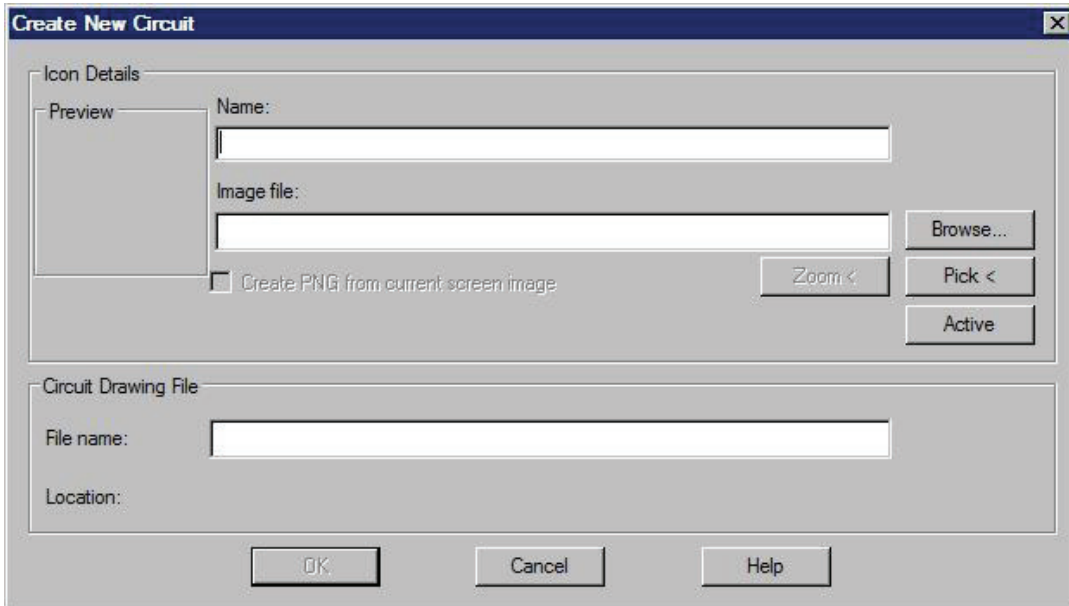 Create New Circuit
Icon Details
Preview
Name:
Image file:
Browse...
Create PNG from current screen image
Zoom <
Pick <
Active
Circuit Drawing File
File name:
Location:
OK
Cancel
Help